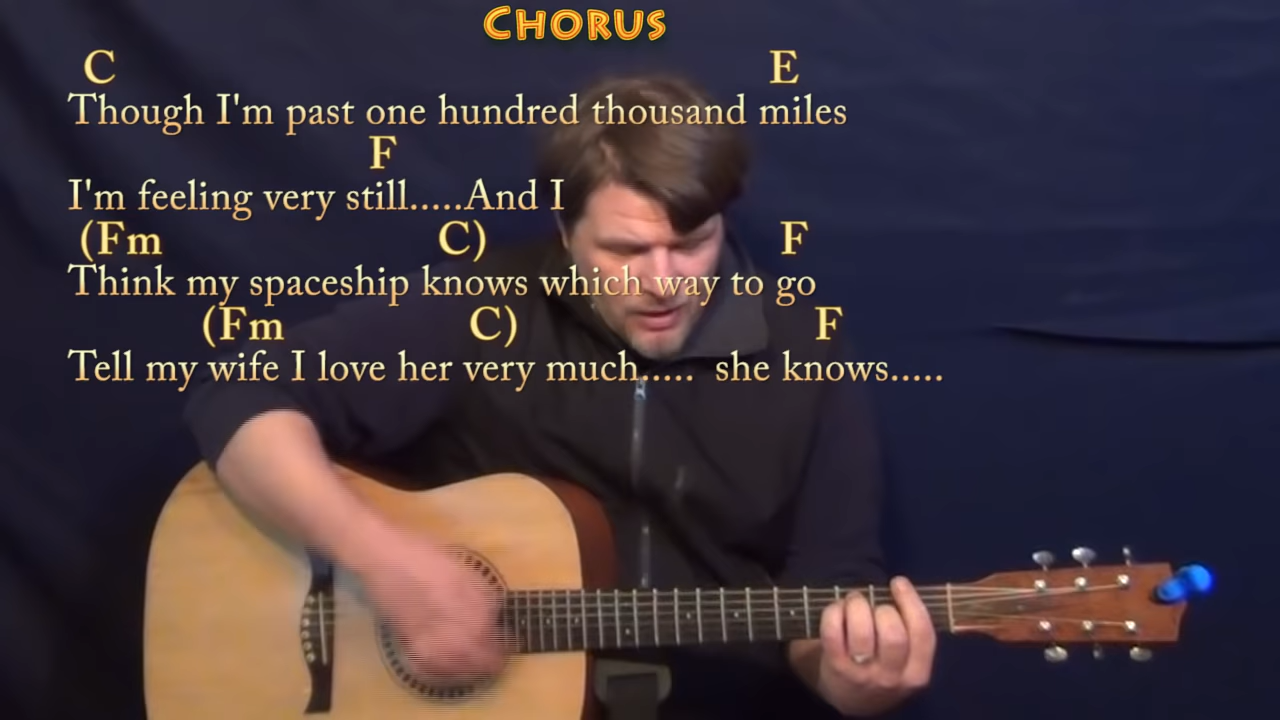 CHORUS
C E
Though I'm past one hundred thousand miles
F
I'm feeling very still.....And I
(Fm C) F
Think my spaceship knows which way to go
(Fm C) F
Tell my wife I love her very much..... she knows.....